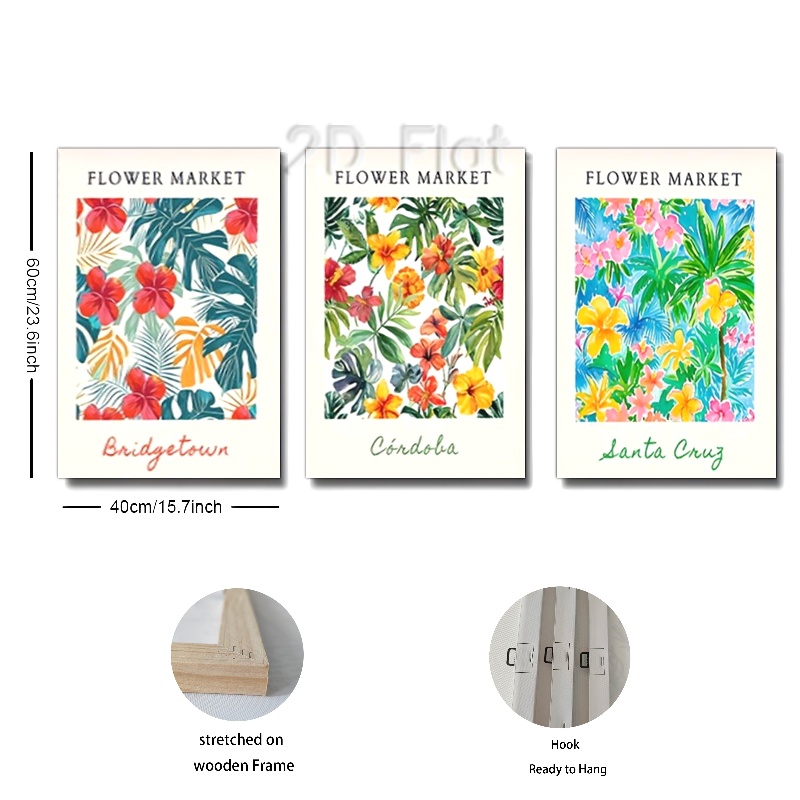 2D Flat
FLOWER MARKET
FLOWER MARKET
FLOWER MARKET
60cm/23.6inch
Bridgetown
Córdoba
Santa Cruz
40cm/15.7inch
stretched on
wooden Frame
Hook
Ready to Hang